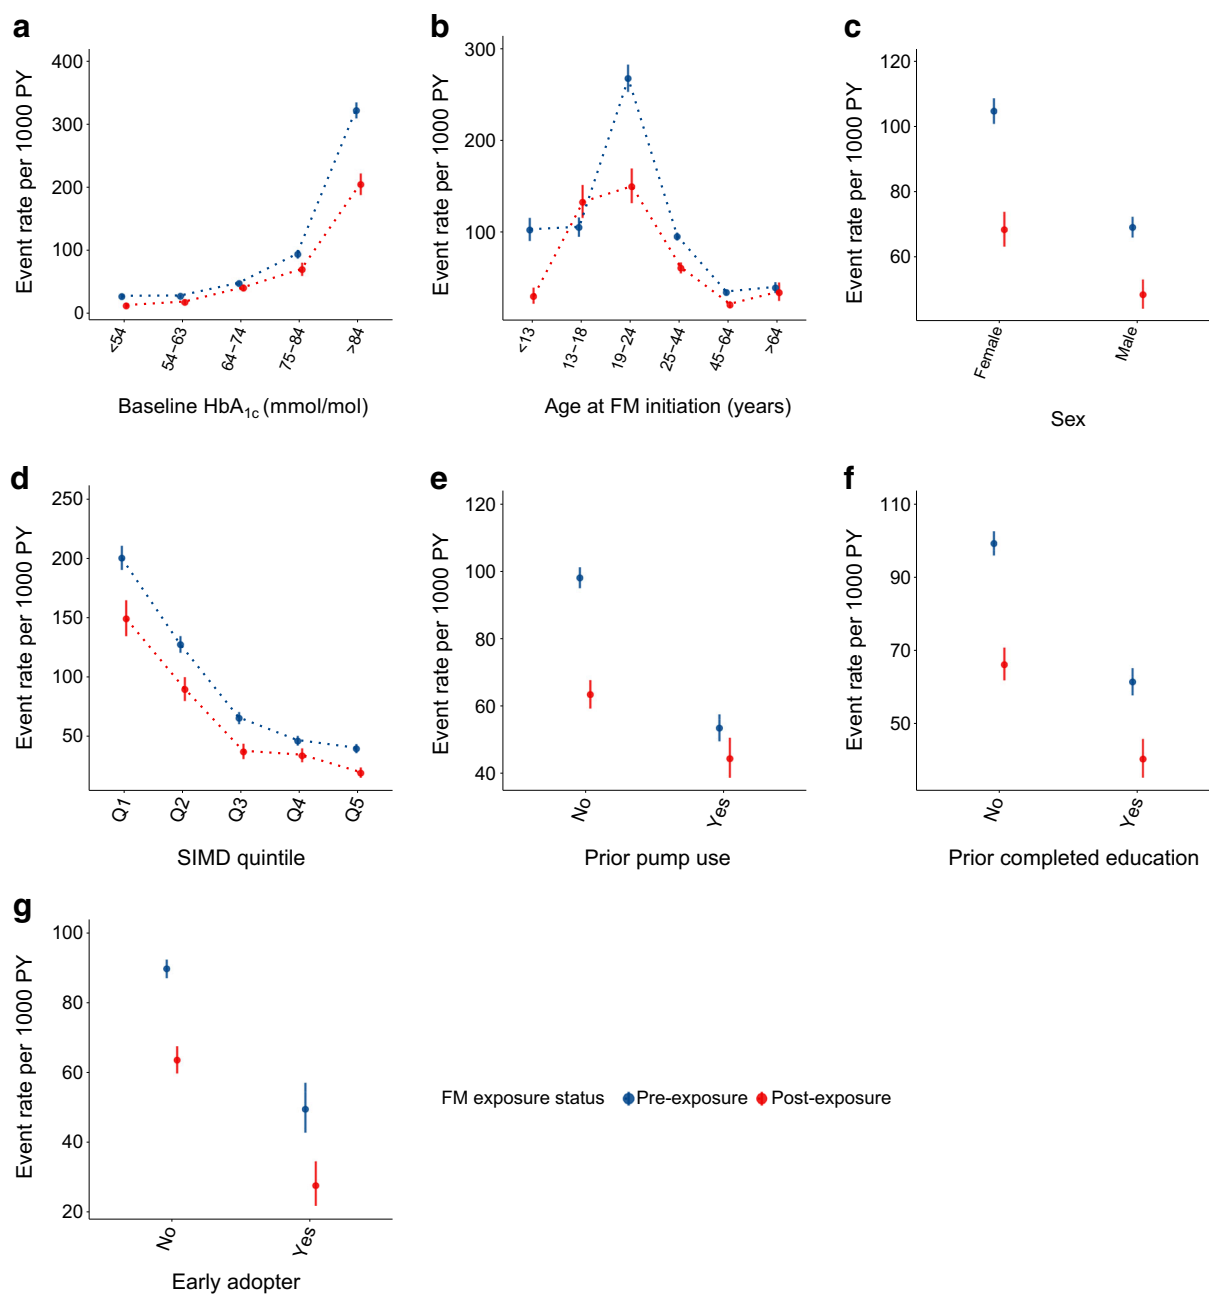 a
Event rate per 1000 PY
400
300
200
100
0
<54
54–63
64–74
75–84
>84
Baseline HbA1c (mmol/mol)
b
Event rate per 1000 PY
300
200
100
<13
13–18
19–24
25–44
45–64
>64
Age at FM initiation (years)
c
Event rate per 1000 PY
120
100
80
60
Female
Male
Sex
d
Event rate per 1000 PY
250
200
150
100
50
Q1
Q2
Q3
Q4
Q5
SIMD quintile
e
Event rate per 1000 PY
120
100
80
60
40
No
Yes
Prior pump use
f
Event rate per 1000 PY
110
90
70
50
No
Yes
Prior completed education
g
Event rate per 1000 PY
100
80
60
40
20
No
Yes
Early adopter
FM exposure status Pre-exposure Post-exposure